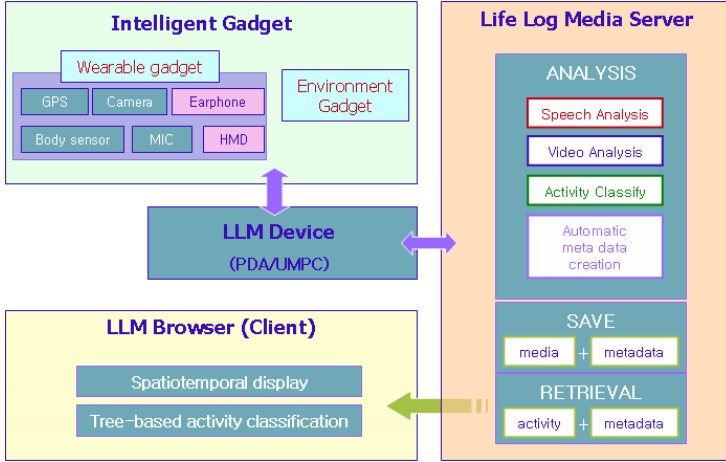 Intelligent Gadget
Wearable gadget
GPS
Camera
Earphone
Body sensor
MIC
HMD
Environment
Gadget
LLM Device
(PDA/UMPC)
LLM Browser (Client)
Spatiotemporal display
Tree-based activity classification
Life Log Media Server
ANALYSIS
Speech Analysis
Video Analysis
Activity Classify
Automatic
meta data
creation
SAVE
media + metadata
RETRIEVAL
activity + metadata